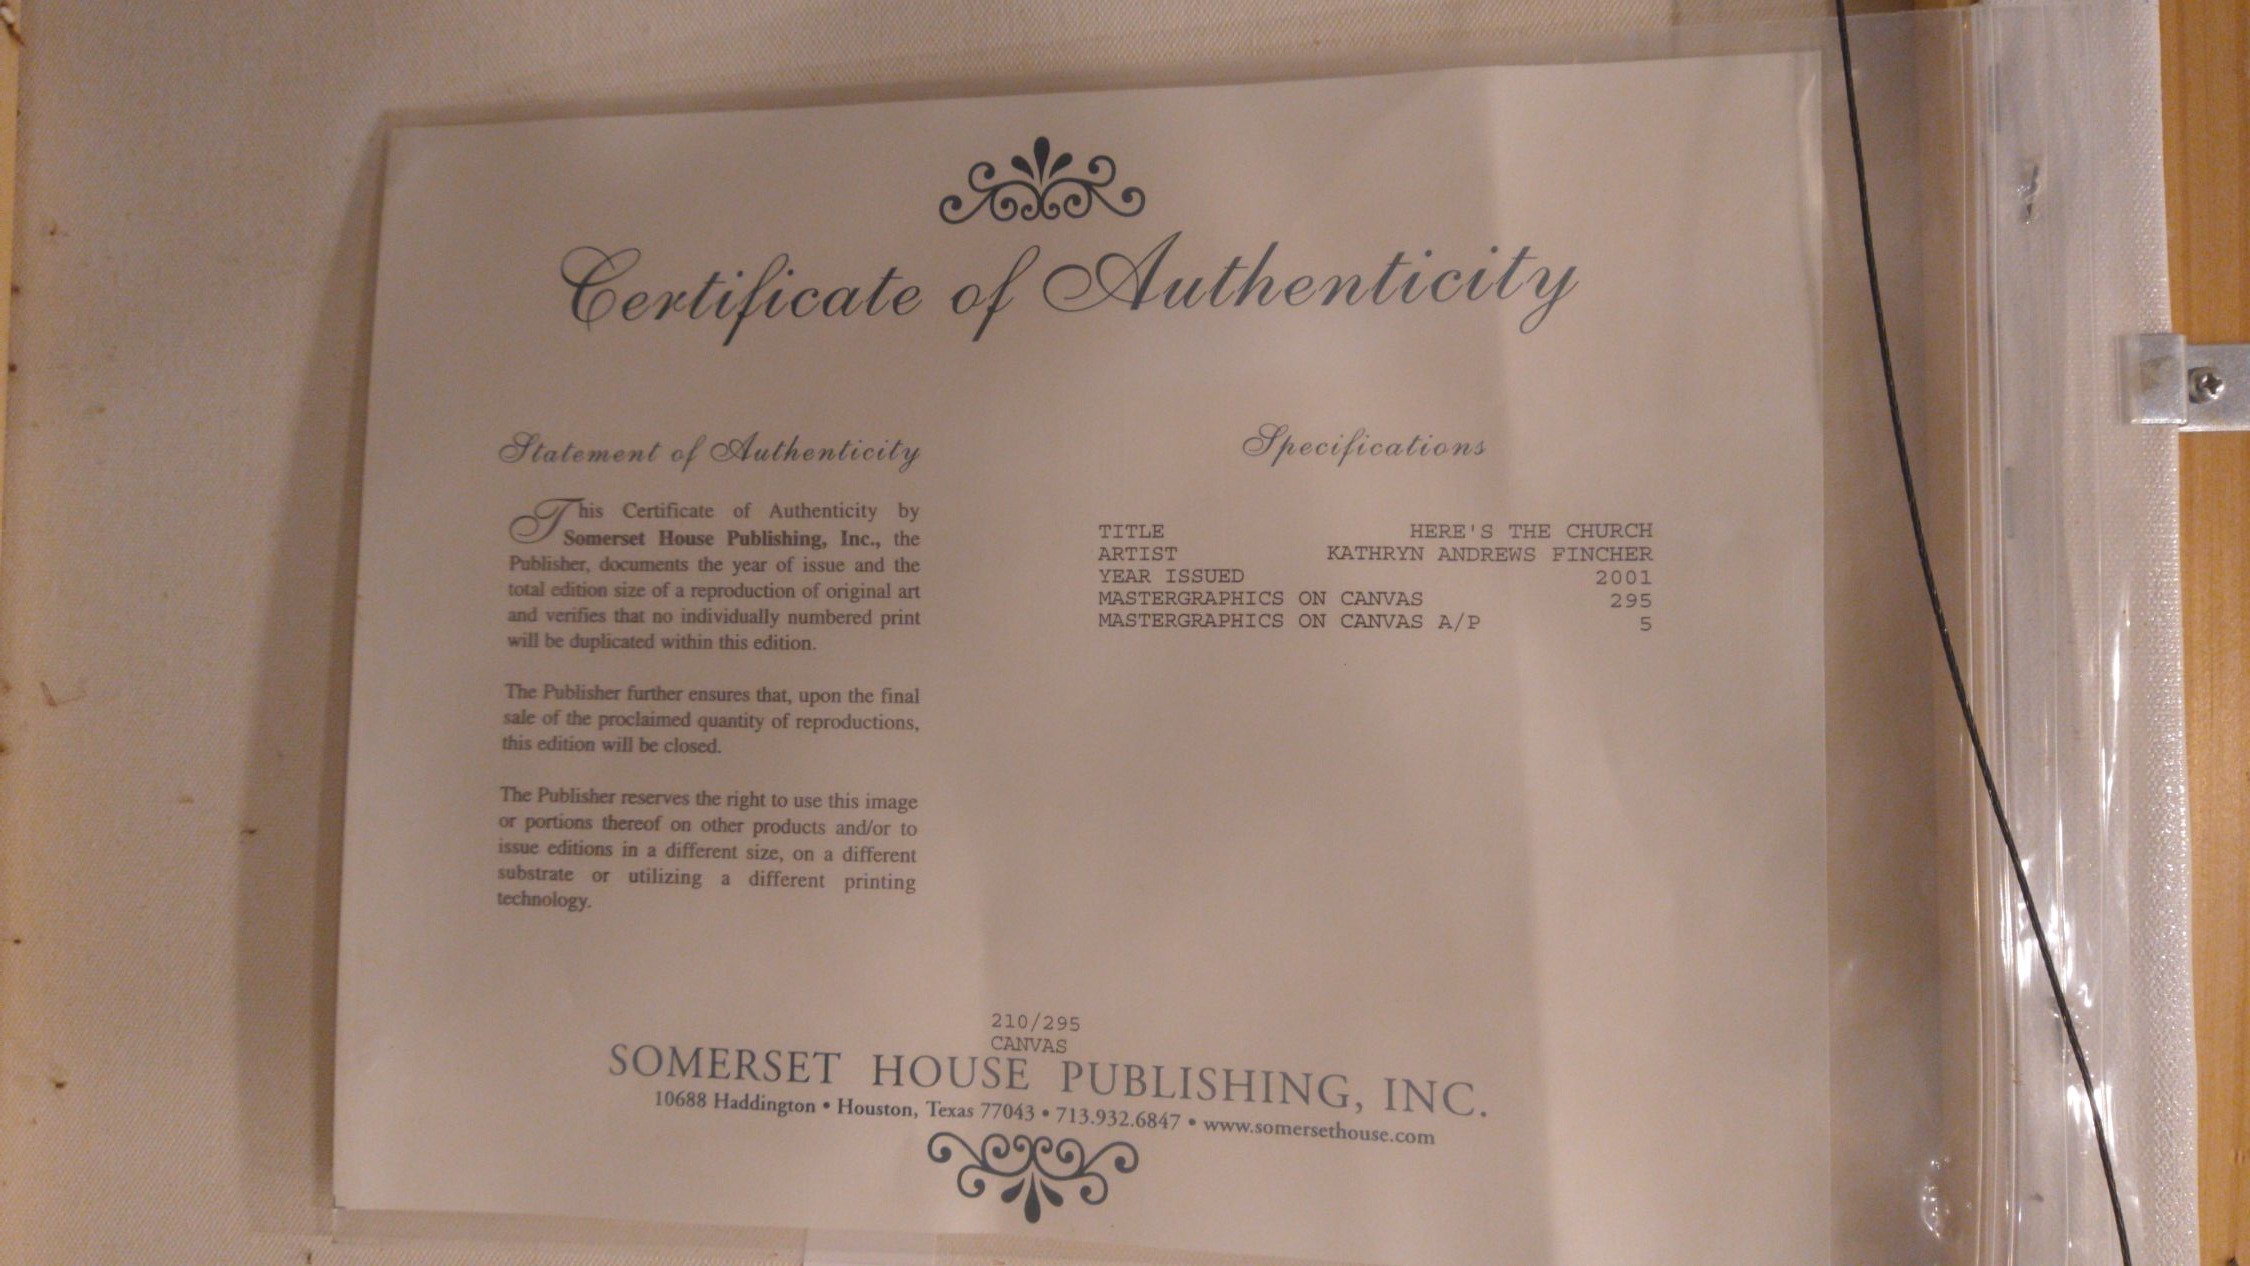 Certificate of Authenticity
Statement of Authenticity
This Certificate of Authenticity by
Somerset House Publishing, Inc., the
Publisher, documents the year of issue and the
total edition size of a reproduction of original art
and verifies that no individually numbered print
will be duplicated within this edition.
The Publisher further ensures that, upon the final
sale of the proclaimed quantity of reproductions,
this edition will be closed.
The Publisher reserves the right to use this image
or portions thereof on other products and/or to
issue editions in a different size, on a different
substrate or utilizing a different printing
technology.
Specifications
TITLE HERE'S THE CHURCH
ARTIST KATHRYN ANDREWS FINCHER
YEAR ISSUED 2001
MASTERGRAPHICS ON CANVAS 295
MASTERGRAPHICS ON CANVAS A/P 5
210/295
CANVAS
SOMERSET HOUSE PUBLISHING, INC.
10688 Haddington • Houston, Texas 77043 • 713.932.6847 • www.somersethouse.com